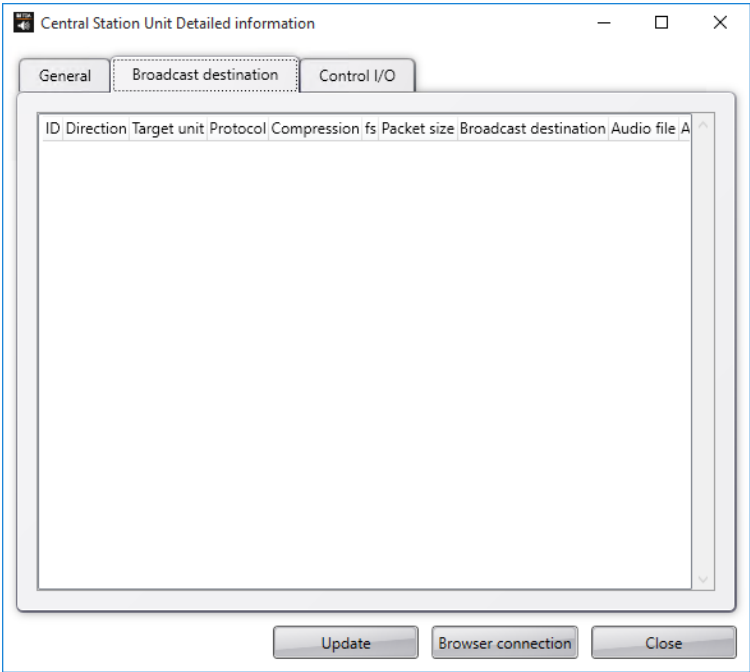 Central Station Unit Detailed information
General Broadcast destination Control I/O
ID Direction Target unit Protocol Compression fs Packet size Broadcast destination Audio file A
Update Browser connection Close